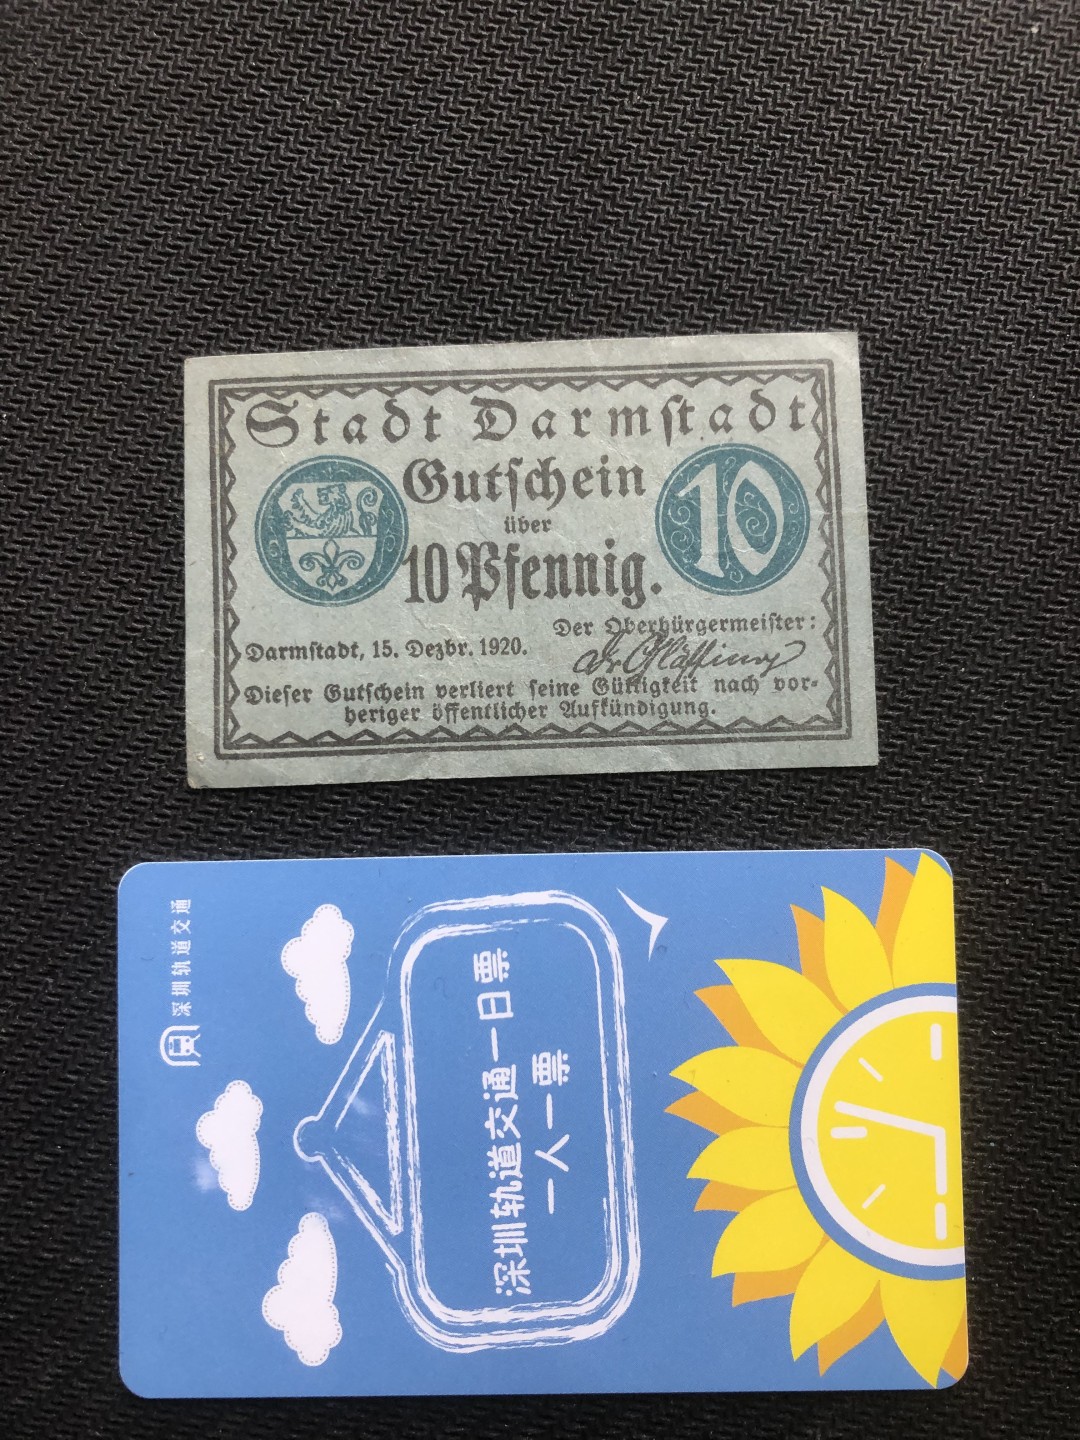 Stadt Darmstadt
Gutschein
über
10 Pfennig.
10
Der Oberbürgermeister:
Darmstadt, 15. Dezbr. 1920.
Dr Glässing
Dieser Gutschein verliert seine Gültigkeit nach vor-
heriger öffentlicher Aufkündigung.
深圳轨道交通
深圳轨道交通一日票
一人一票